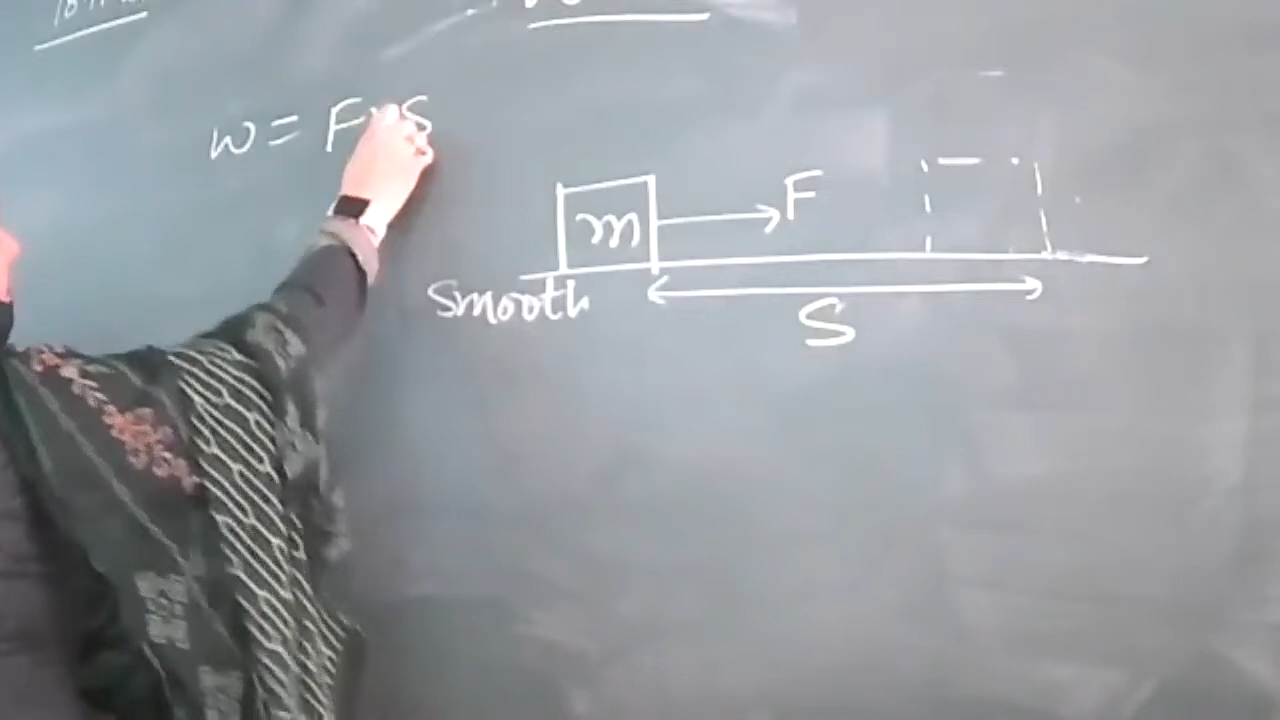 w = F × S
m
F
Smooth
S